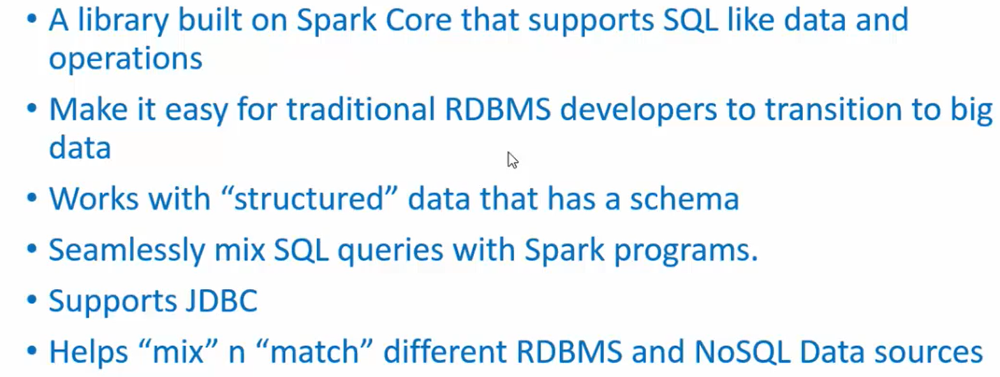 • A library built on Spark Core that supports SQL like data and
operations
• Make it easy for traditional RDBMS developers to transition to big
data
• Works with “structured” data that has a schema
• Seamlessly mix SQL queries with Spark programs.
• Supports JDBC
• Helps “mix” n “match” different RDBMS and NoSQL Data sources